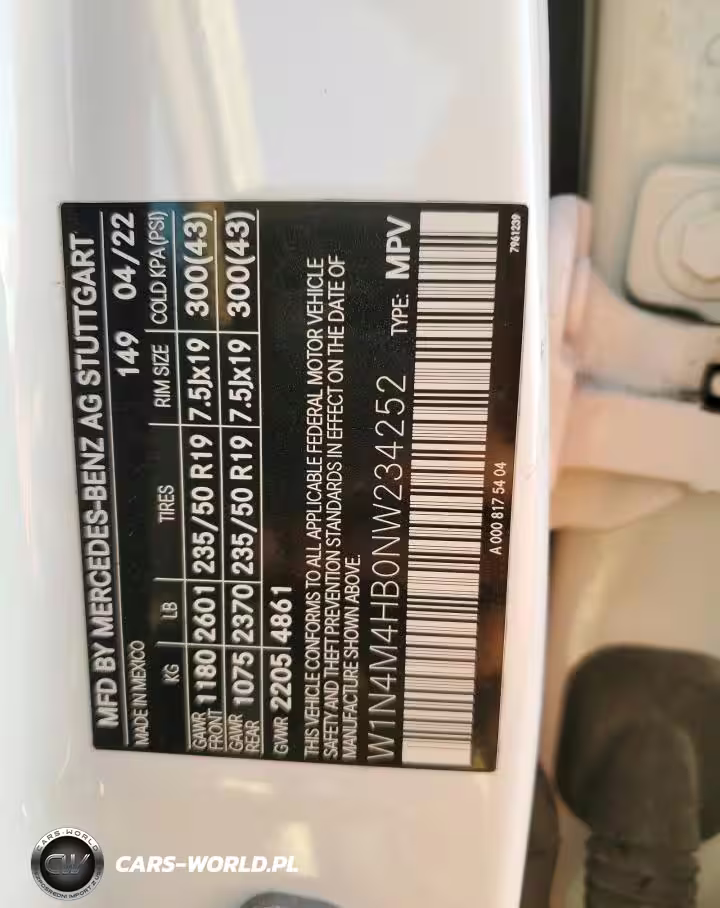 MFD BY MERCEDES-BENZ AG STUTTGART
MADE IN MEXICO 149 04/22
KG LB TIRES RIM SIZE COLD KPA(PSI)
GAWR FRONT 1180 2601 235/50 R19 7.5Jx19 300(43)
GAWR REAR 1075 2370 235/50 R19 7.5Jx19 300(43)
GVWR 2205 4861
THIS VEHICLE CONFORMS TO ALL APPLICABLE FEDERAL MOTOR VEHICLE
SAFETY AND THEFT PREVENTION STANDARDS IN EFFECT ON THE DATE OF
MANUFACTURE SHOWN ABOVE.
W1N4M4HB0NW234252 TYPE: MPV
A 000 817 54 04
7961239
CARS-WORLD
CW
CARS-WORLD.PL